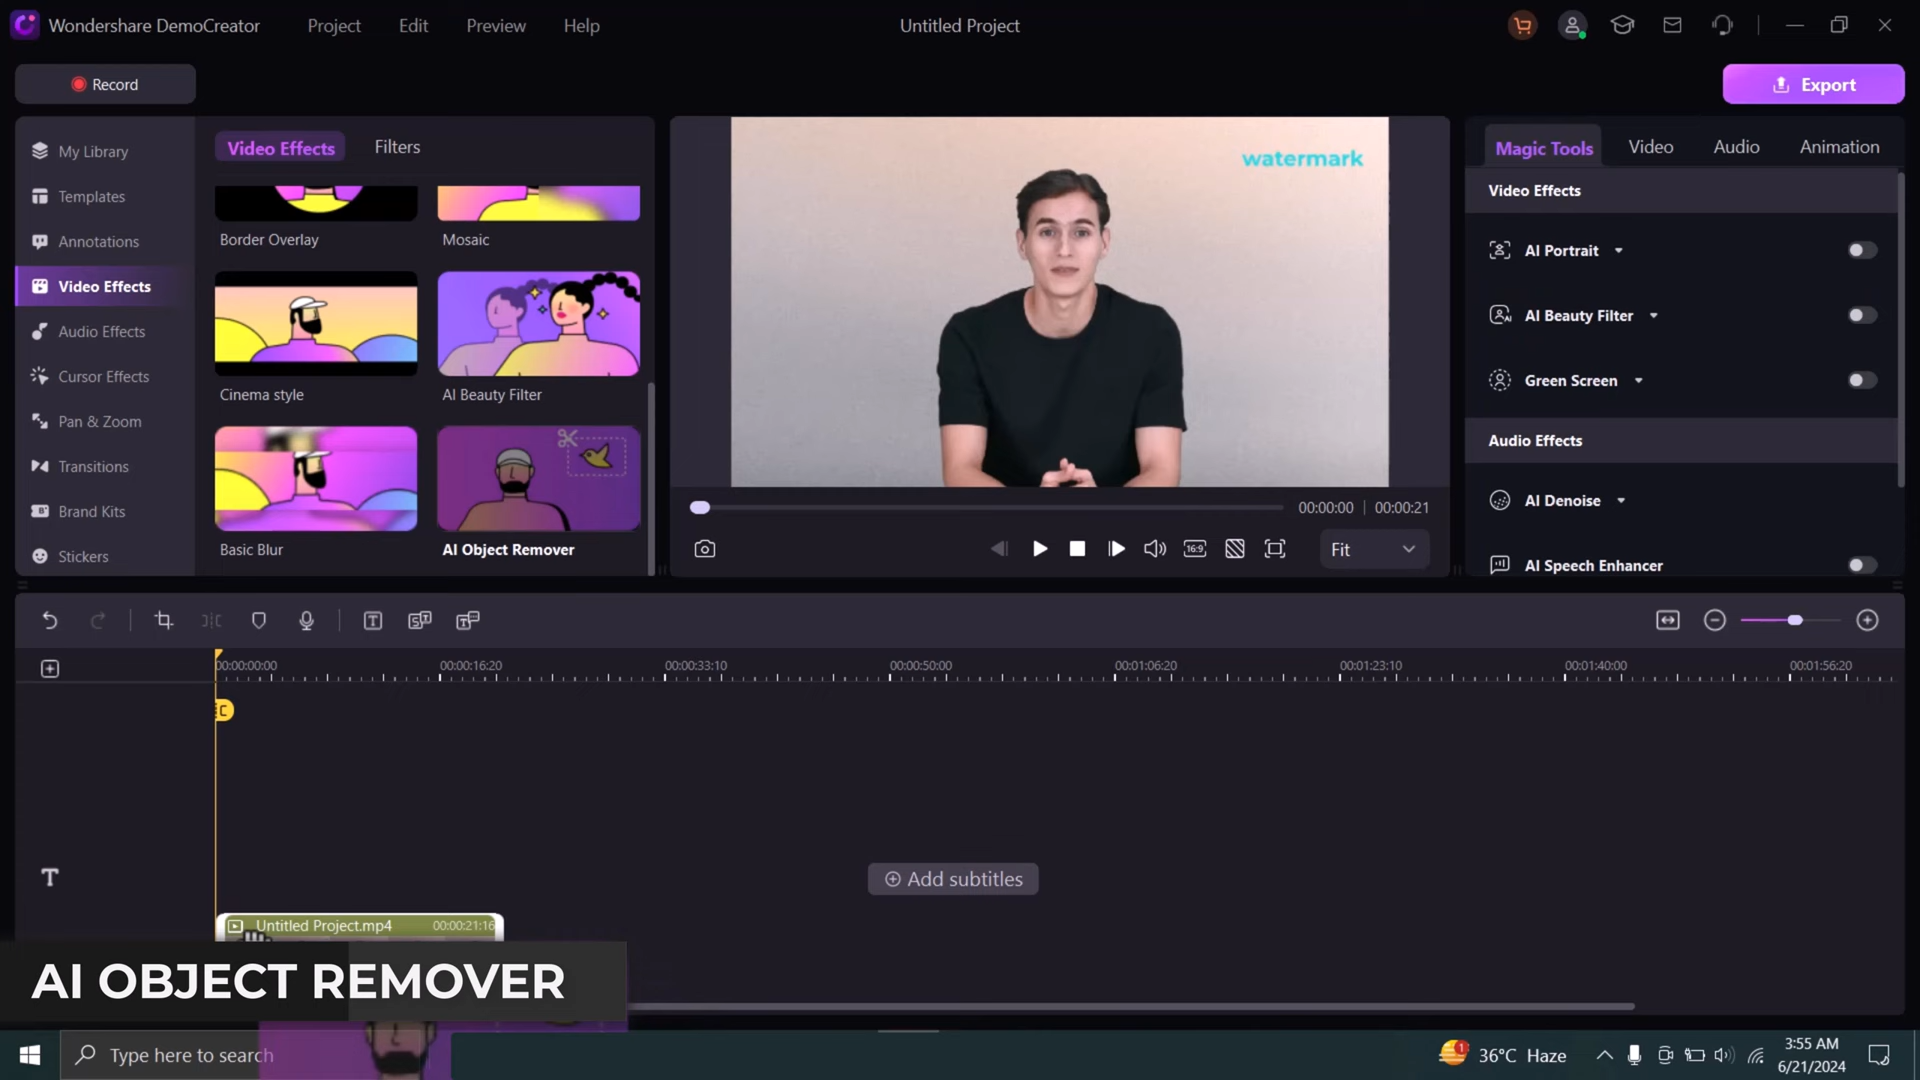 Wondershare DemoCreator
Project
Edit
Preview
Help
Untitled Project
Record
Export
My Library
Templates
Annotations
Video Effects
Audio Effects
Cursor Effects
Pan & Zoom
Transitions
Brand Kits
Stickers
Video Effects
Filters
Border Overlay
Mosaic
Cinema style
AI Beauty Filter
Basic Blur
AI Object Remover
watermark
00:00:00 | 00:00:21
16:9
Fit
Magic Tools
Video
Audio
Animation
Video Effects
AI Portrait
AI Beauty Filter
Green Screen
Audio Effects
AI Denoise
AI Speech Enhancer
00:00:00:00
00:00:16:20
00:00:33:10
00:00:50:00
00:01:06:20
00:01:23:10
00:01:40:00
00:01:56:20
T
Add subtitles
Untitled Project.mp4
00:00:21:16
AI OBJECT REMOVER
Type here to search
1
36°C Haze
3:55 AM
6/21/2024